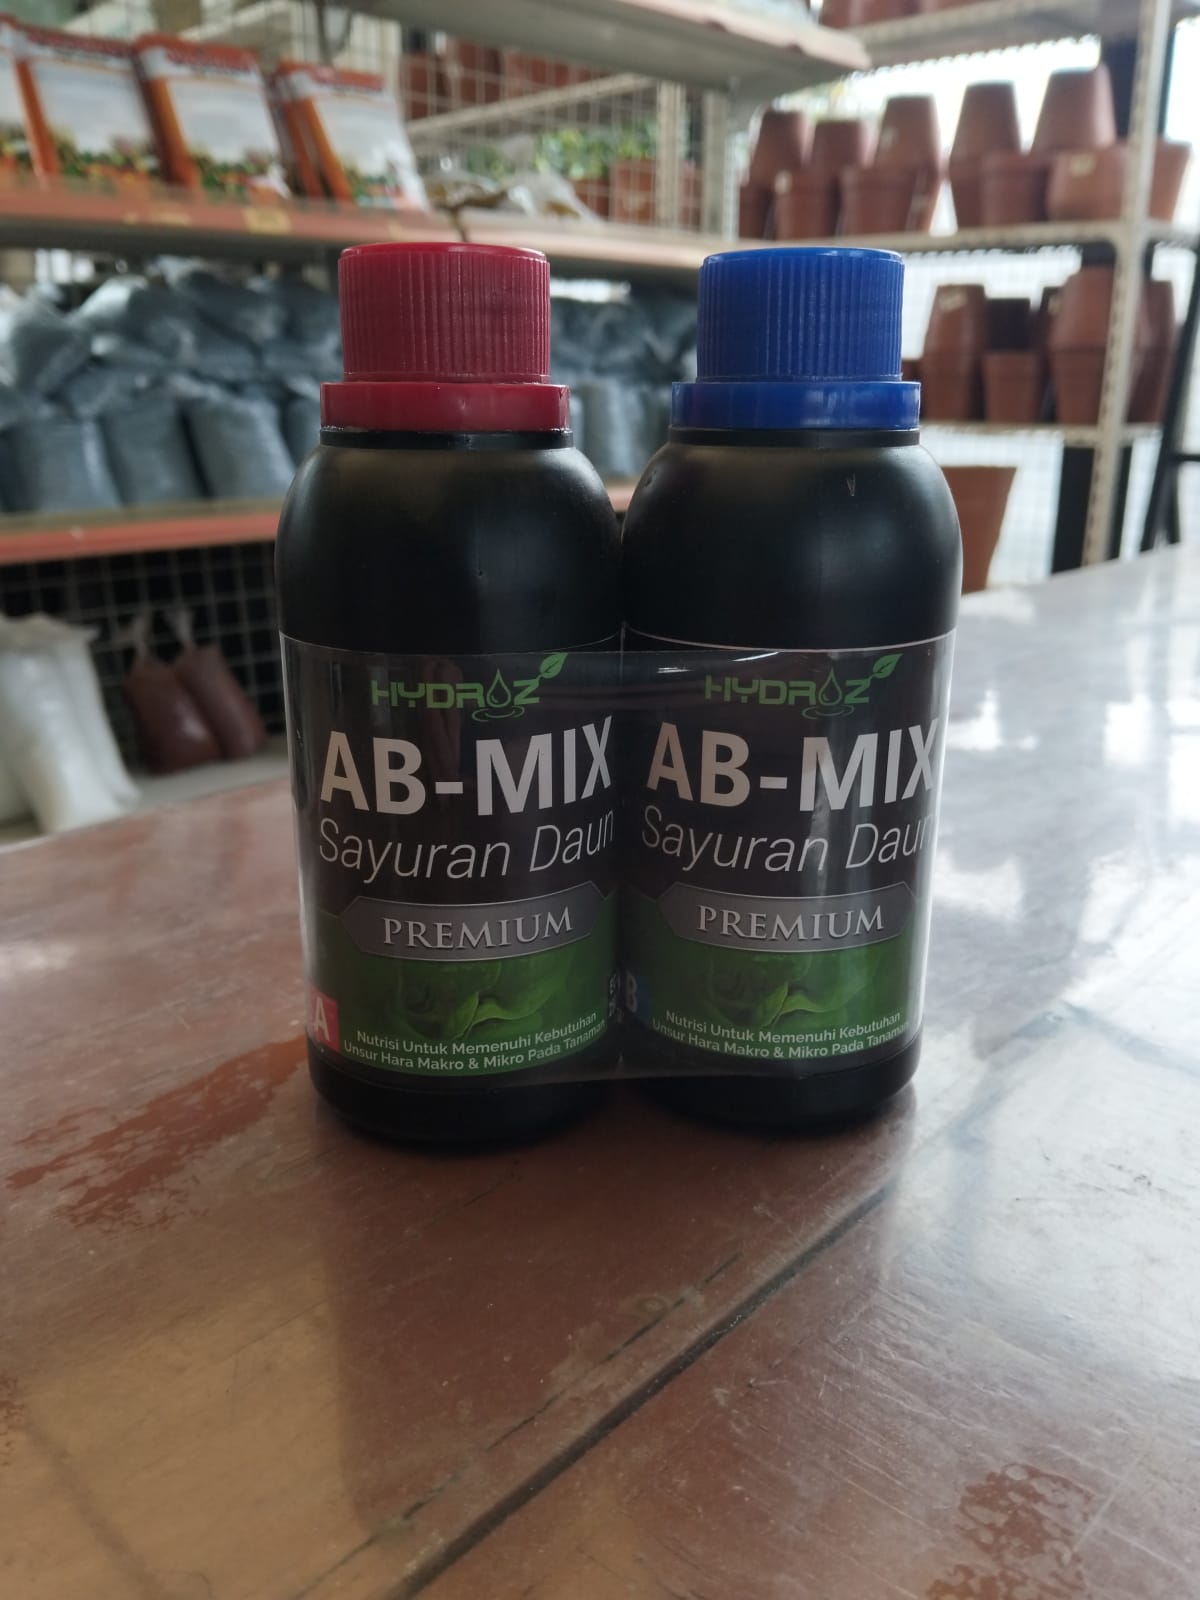 HYDROZ
AB-MIX
Sayuran Daun
PREMIUM
A
Nutrisi Untuk Memenuhi Kebutuhan
Unsur Hara Makro & Mikro Pada Tanaman
HYDROZ
AB-MIX
Sayuran Daun
PREMIUM
B
Nutrisi Untuk Memenuhi Kebutuhan
Unsur Hara Makro & Mikro Pada Tanaman